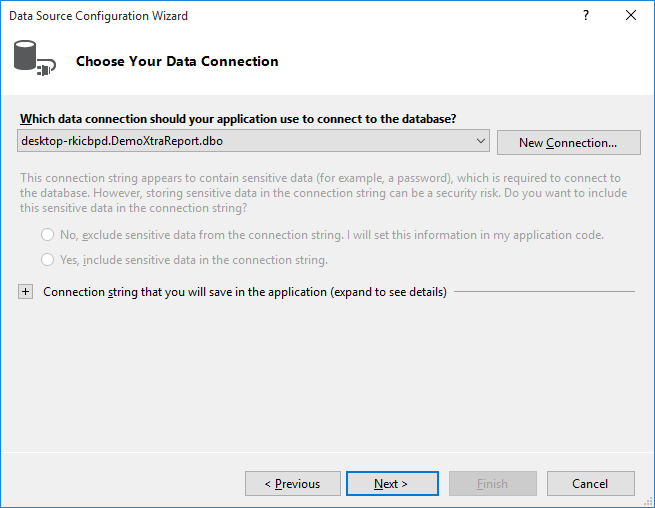 Data Source Configuration Wizard
?
Choose Your Data Connection
Which data connection should your application use to connect to the database?
desktop-rkicbpd.DemoXtraReport.dbo
New Connection...
This connection string appears to contain sensitive data (for example, a password), which is required to connect to
the database. However, storing sensitive data in the connection string can be a security risk. Do you want to include
this sensitive data in the connection string?
No, exclude sensitive data from the connection string. I will set this information in my application code.
Yes, include sensitive data in the connection string.
+ Connection string that you will save in the application (expand to see details)
< Previous
Next >
Finish
Cancel